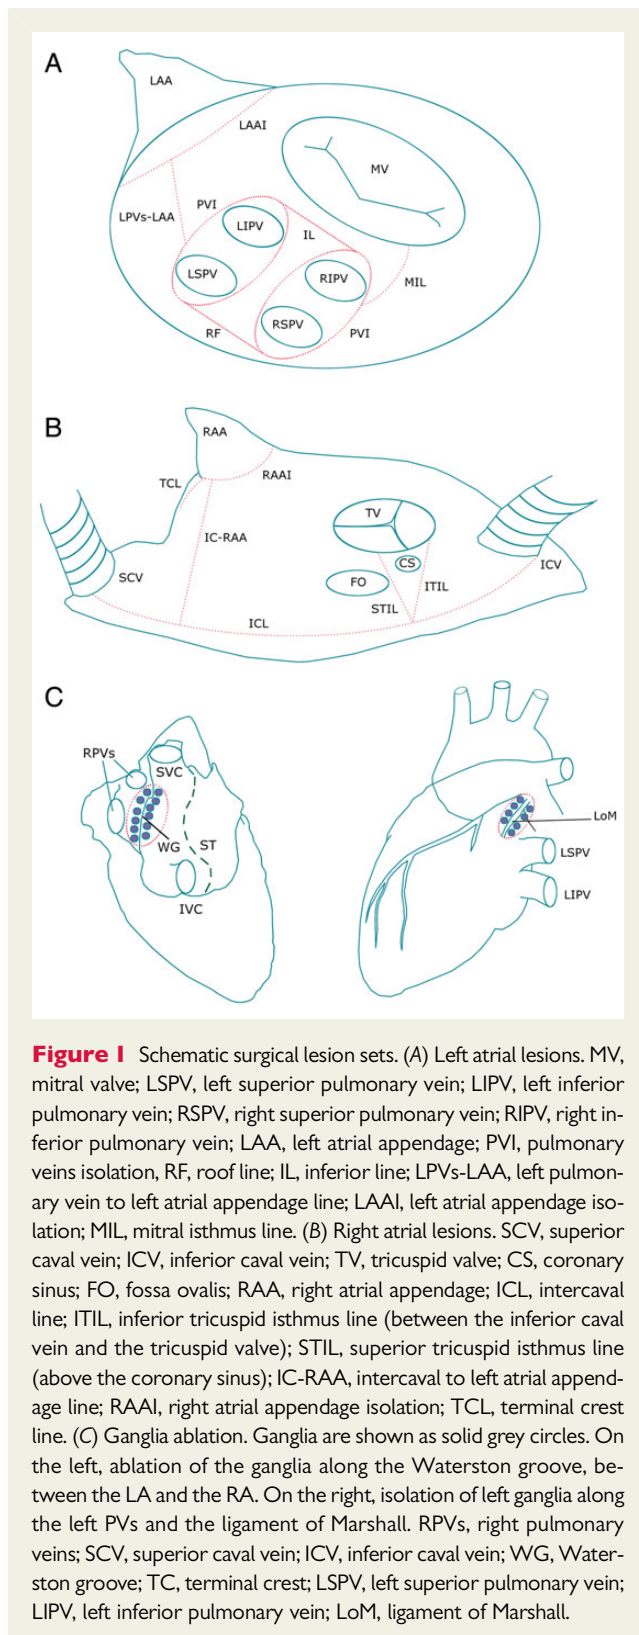 A
LAA
LAAI
MV
LPVs-LAA
PVI
LIPV
IL
LSPV
RIPV
MIL
RSPV
RF
PVI
B
RAA
TCL
RAAI
IC-RAA
TV
CS
ICV
SCV
FO
ITIL
STIL
ICL
C
RPVs
SVC
LoM
WG
ST
LSPV
LIPV
IVC
Figure I Schematic surgical lesion sets. (A) Left atrial lesions. MV,
mitral valve; LSPV, left superior pulmonary vein; LIPV, left inferior
pulmonary vein; RSPV, right superior pulmonary vein; RIPV, right in-
ferior pulmonary vein; LAA, left atrial appendage; PVI, pulmonary
veins isolation, RF, roof line; IL, inferior line; LPVs-LAA, left pulmon-
ary vein to left atrial appendage line; LAAI, left atrial appendage iso-
lation; MIL, mitral isthmus line. (B) Right atrial lesions. SCV, superior
caval vein; ICV, inferior caval vein; TV, tricuspid valve; CS, coronary
sinus; FO, fossa ovalis; RAA, right atrial appendage; ICL, intercaval
line; ITIL, inferior tricuspid isthmus line (between the inferior caval
vein and the tricuspid valve); STIL, superior tricuspid isthmus line
(above the coronary sinus); IC-RAA, intercaval to left atrial append-
age line; RAAI, right atrial appendage isolation; TCL, terminal crest
line. (C) Ganglia ablation. Ganglia are shown as solid grey circles. On
the left, ablation of the ganglia along the Waterston groove, be-
tween the LA and the RA. On the right, isolation of left ganglia along
the left PVs and the ligament of Marshall. RPVs, right pulmonary
veins; SCV, superior caval vein; ICV, inferior caval vein; WG, Water-
ston groove; TC, terminal crest; LSPV, left superior pulmonary vein;
LIPV, left inferior pulmonary vein; LoM, ligament of Marshall.